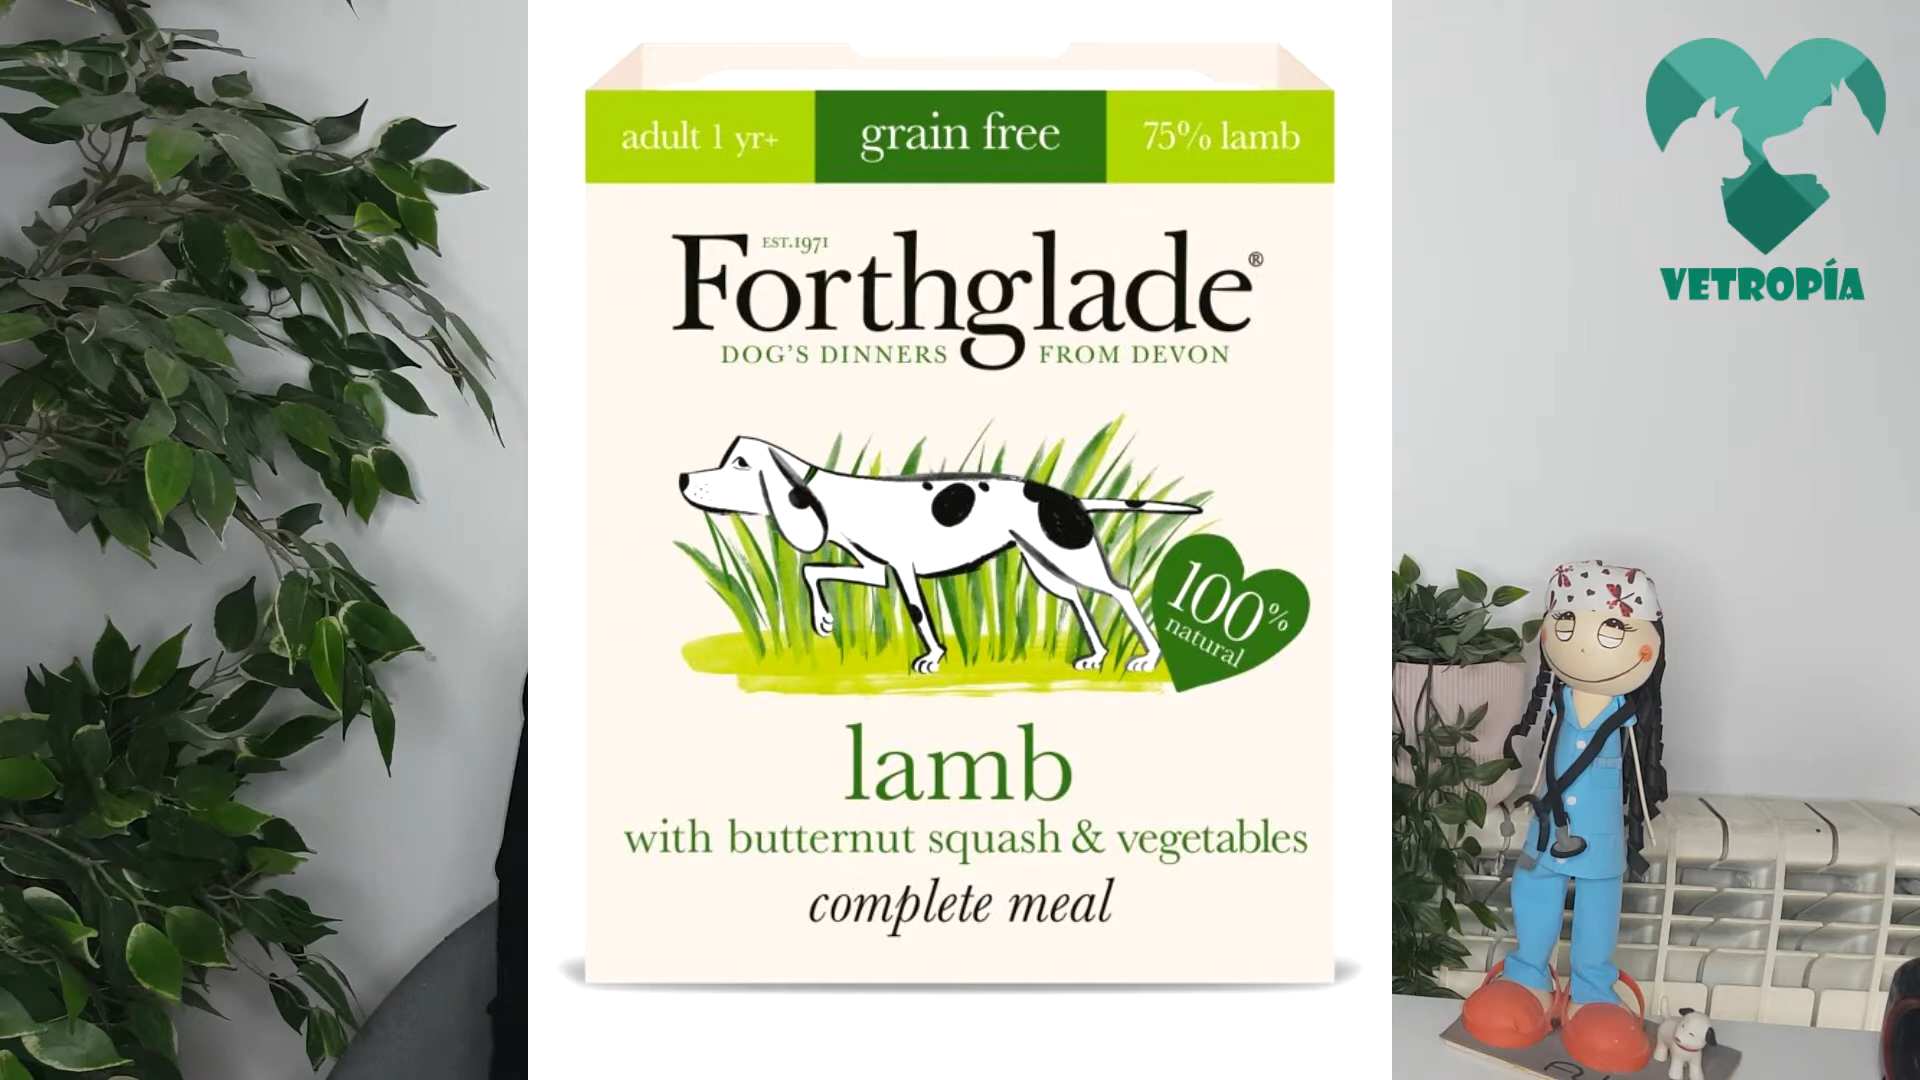 adult 1 yr+
grain free
75% lamb
EST.1971
Forthglade®
DOG'S DINNERS FROM DEVON
100%
natural
lamb
with butternut squash & vegetables
complete meal
VETROPÍA